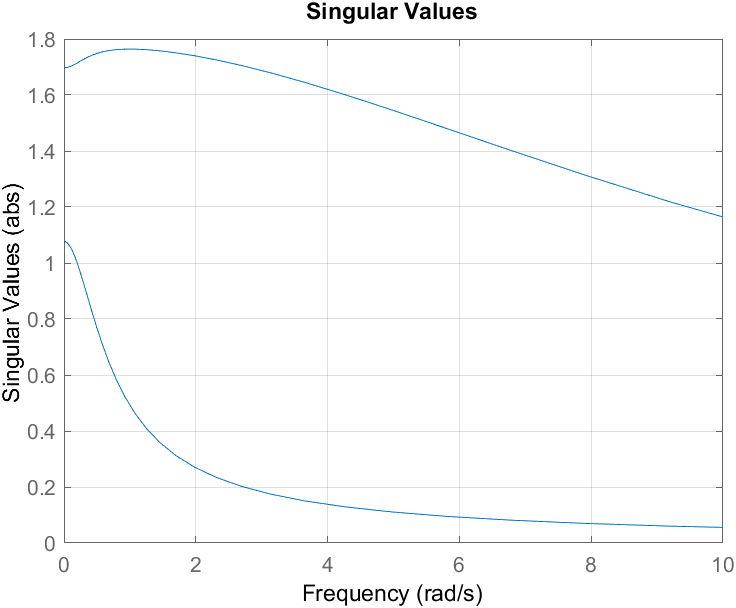 Singular Values
1.8
1.6
1.4
1.2
1
0.8
0.6
0.4
0.2
0
Singular Values (abs)
0 2 4 6 8 10
Frequency (rad/s)